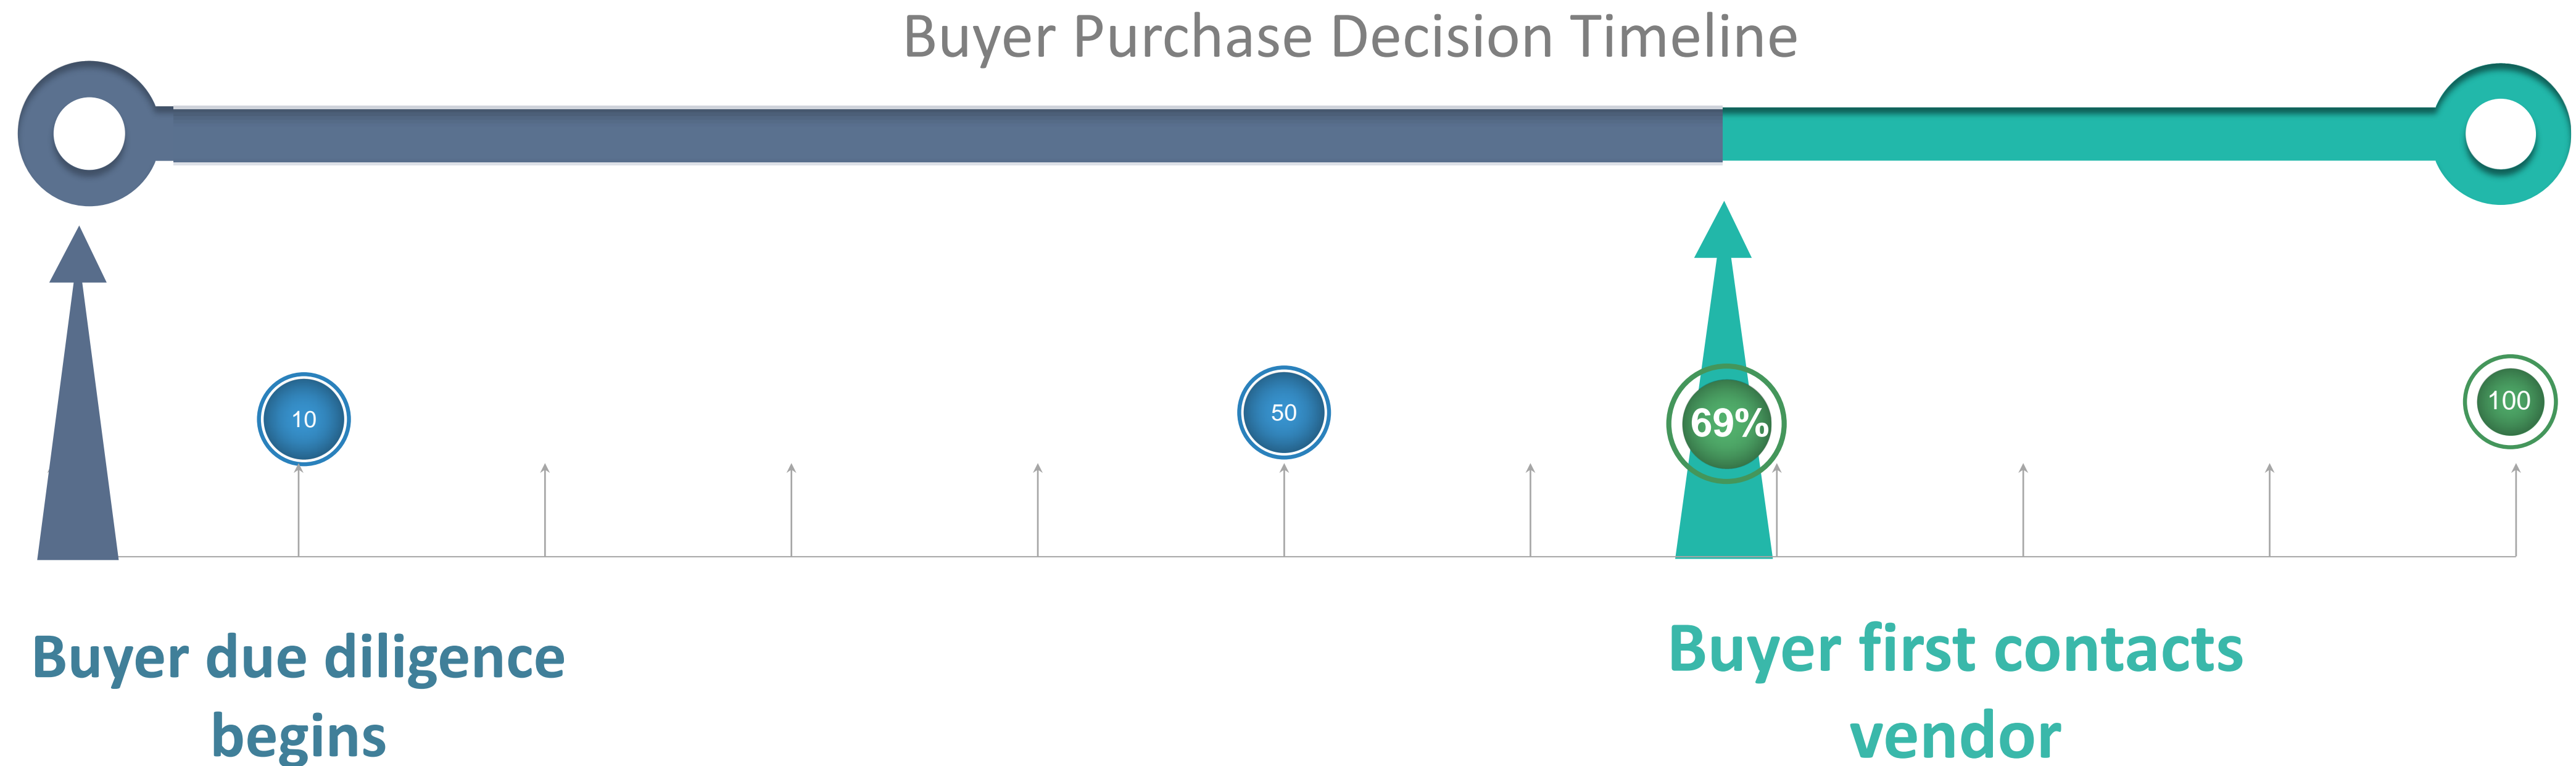 Buyer Purchase Decision Timeline
10
50
69%
100
Buyer due diligence
begins
Buyer first contacts
vendor